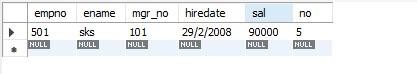 empno ename mgr_no hiredate sal no
501 sks 101 29/2/2008 90000 5
NULL NULL NULL NULL NULL NULL